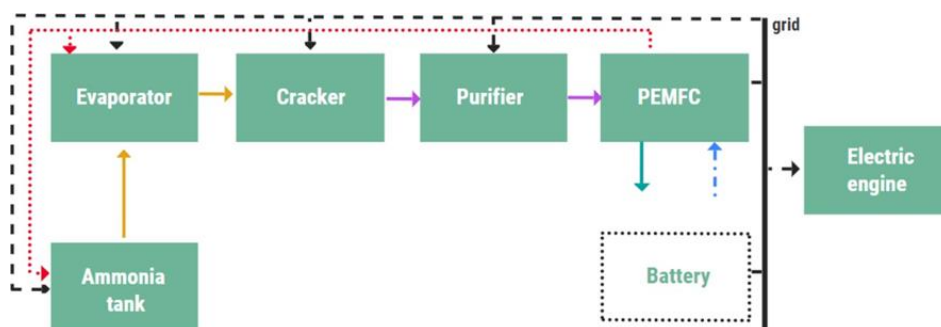 grid
Evaporator
Cracker
Purifier
PEMFC
Electric
engine
Ammonia
tank
Battery